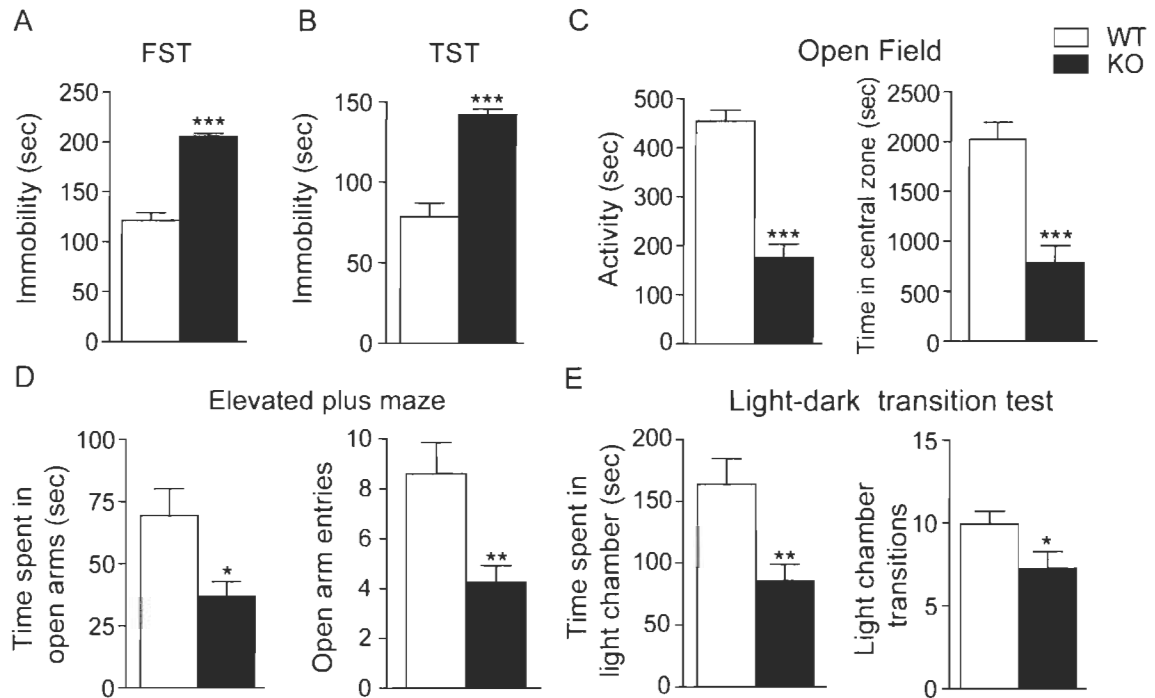 A
FST
Immobility (sec)
250
200
150
100
50
0
***
B
TST
Immobility (sec)
150
100
50
0
***
C
Open Field
WT
KO
Activity (sec)
500
400
300
200
100
0
***
Time in central zone (sec)
2500
2000
1500
1000
500
0
***
D
Elevated plus maze
Time spent in
open arms (sec)
100
75
50
25
0
*
Open arm entries
10
8
6
4
2
0
**
E
Light-dark transition test
Time spent in
light chamber (sec)
200
150
100
50
0
**
Light chamber
transitions
15
10
5
0
*